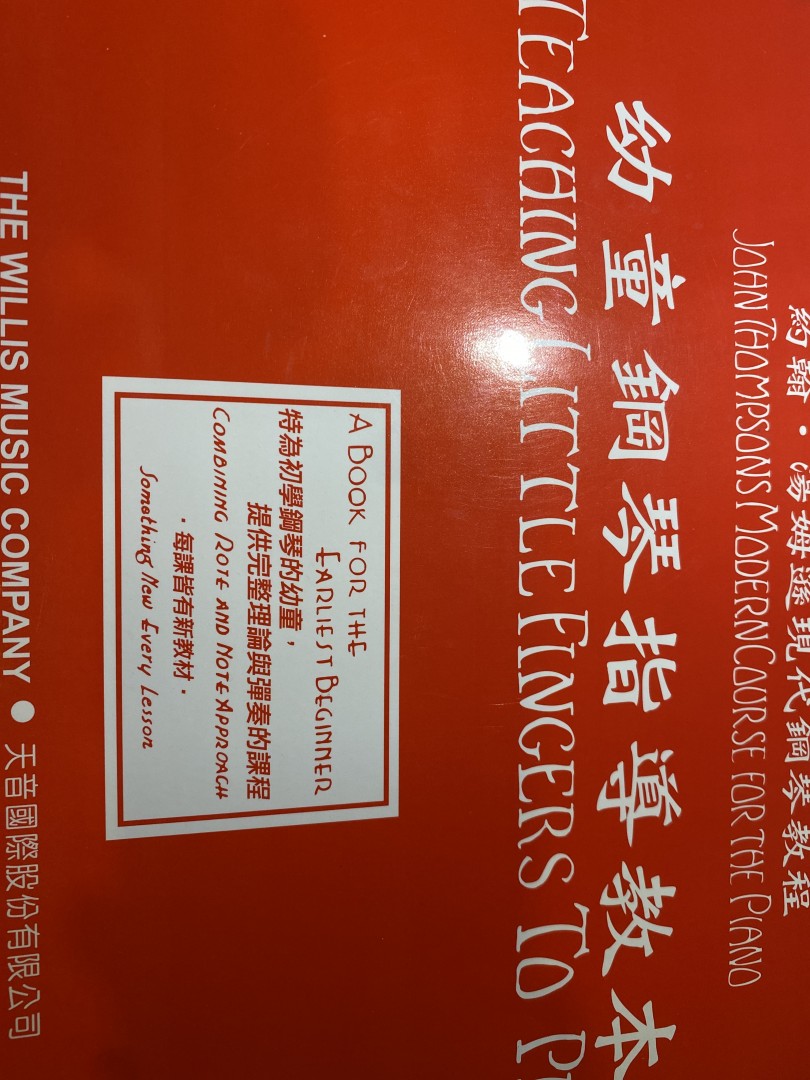 約翰・湯姆遜現代鋼琴教程
JOHN THOMPSONS MODERN COURSE FOR THE PIANO
幼童鋼琴指導教本
TEACHING LITTLE FINGERS TO
A BOOK FOR THE
EARLIEST BEGINNER
特為初學鋼琴的幼童，
提供完整理論與彈奏的課程
COMBINING ROTE AND NOTE APPROACH
・每課皆有新教材・
Something New Every Lesson
THE WILLIS MUSIC COMPANY ● 天音國際股份有限公司